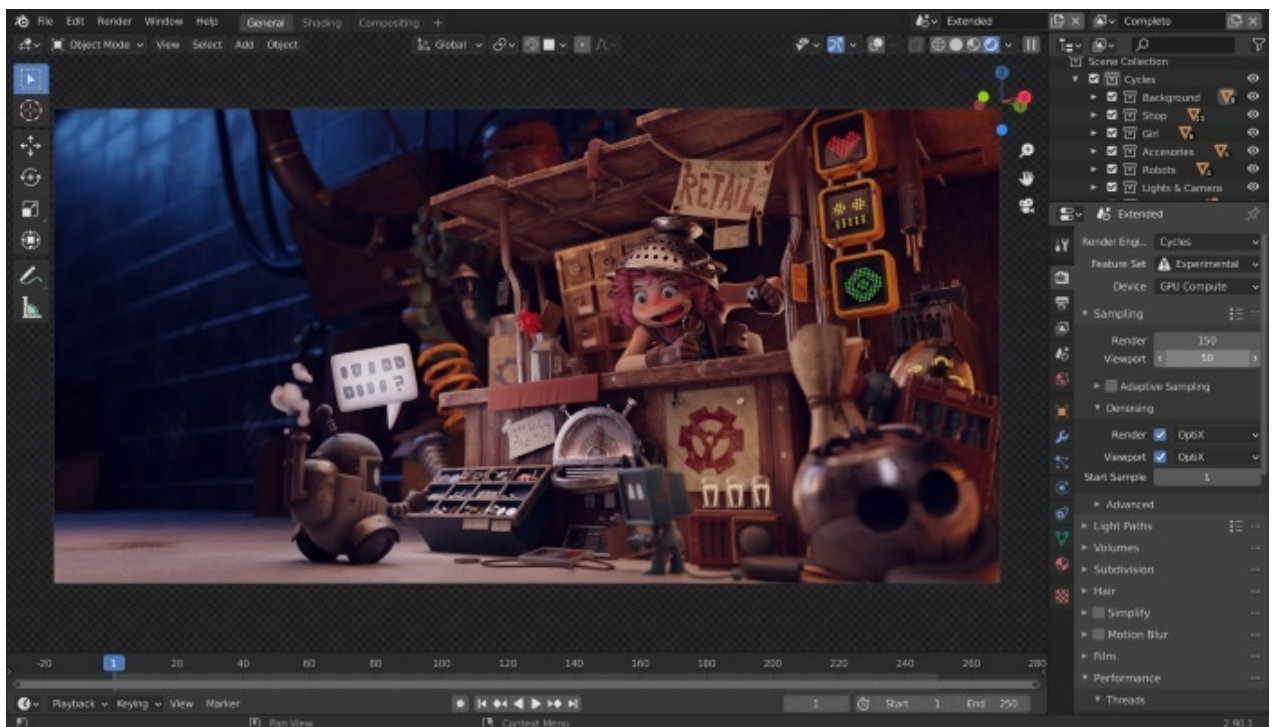 File Edit Render Window Help General Shading Compositing + Extended Completo
Object Mode View Select Add Object Global
Scene Collection
Cycles
Background
Shop
Girl
Accesories
Robots
Lights & Camera
Extended
Render Engi... Cycles
Feature Set Experimental
Device GPU Compute
Sampling
Render 150
Viewport 50
Adaptive Sampling
Denoising
Render OptiX
Viewport OptiX
Start Sample 1
Advanced
Light Paths
Volumes
Subdivision
Hair
Simplify
Motion Blur
Film
Performance
Threads
RETAIL
?
-20 1 20 40 60 80 100 120 140 160 180 200 220 240 260 280
Playback Keying View Marker 1 Start 1 End 250
Pan View Context Menu 2.90.1